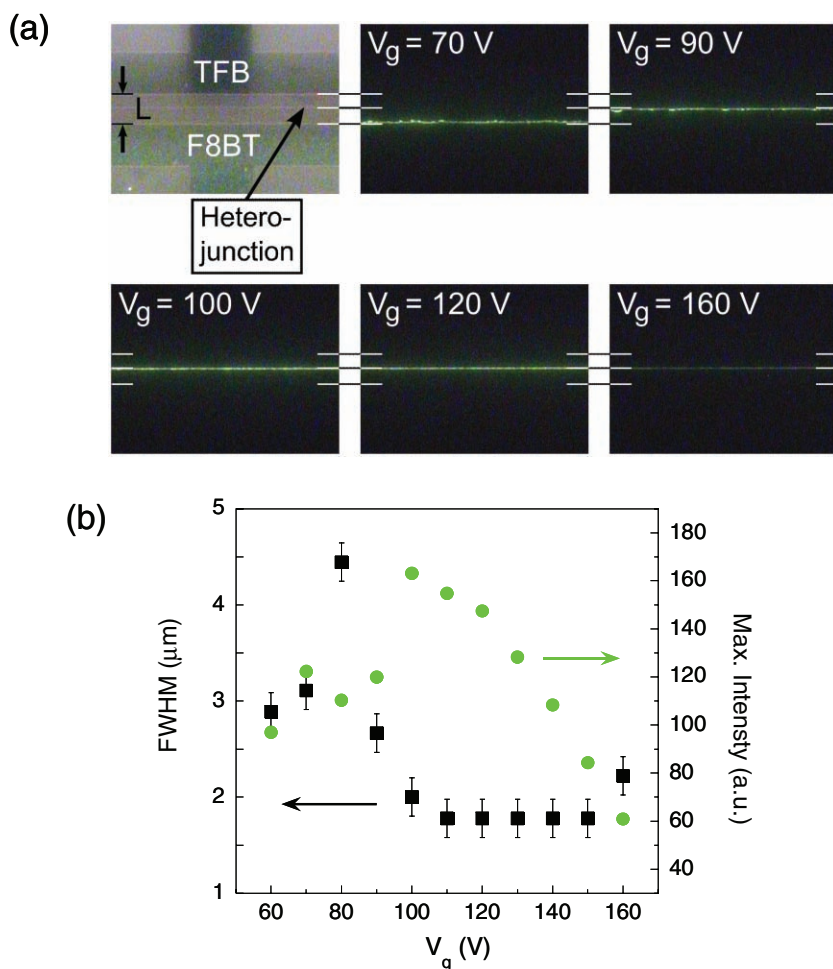 (a)
TFB
L
F8BT
Hetero-
junction
Vg = 70 V
Vg = 90 V
Vg = 100 V
Vg = 120 V
Vg = 160 V
(b)
5
4
3
2
1
FWHM (μm)
60
80
100
120
140
160
Vg (V)
180
160
140
120
100
80
60
40
Max. Intensty (a.u.)